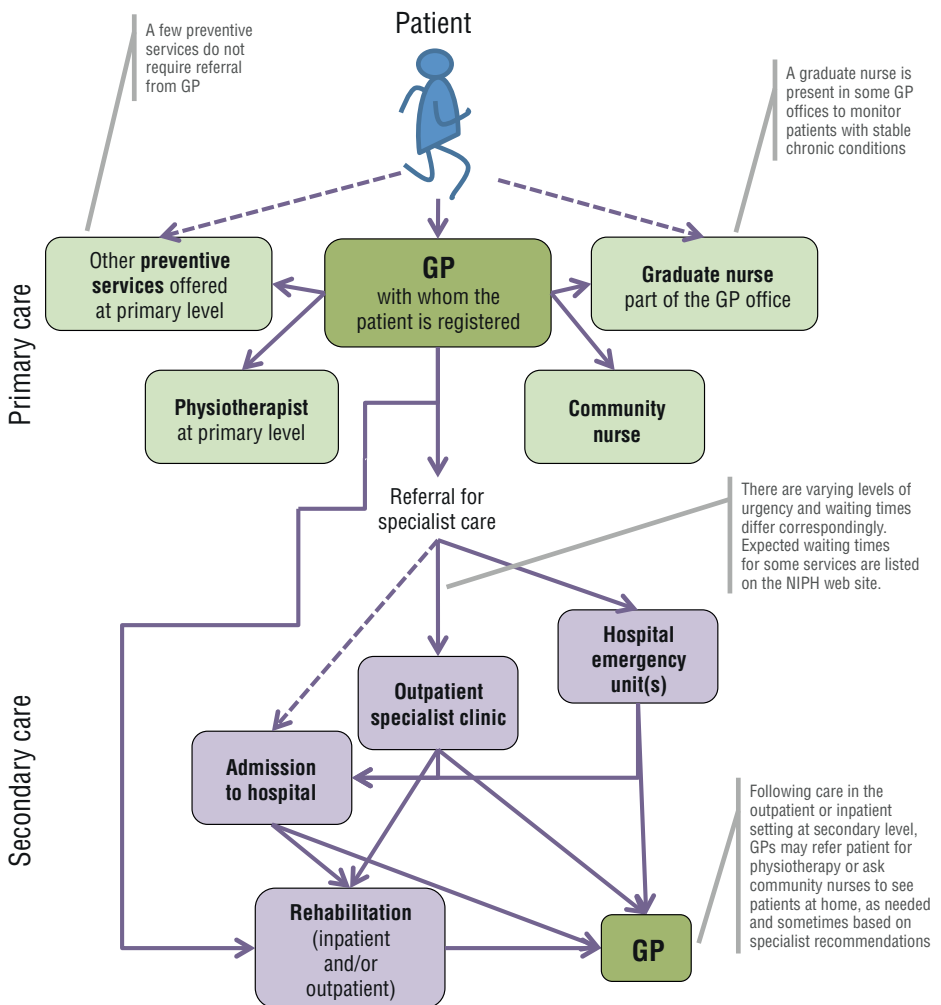 Patient
A few preventive
services do not
require referral
from GP
A graduate nurse is
present in some GP
offices to monitor
patients with stable
chronic conditions
Primary care
Other preventive
services offered
at primary level
GP
with whom the
patient is registered
Graduate nurse
part of the GP office
Physiotherapist
at primary level
Community
nurse
Referral for
specialist care
There are varying levels of
urgency and waiting times
differ correspondingly.
Expected waiting times
for some services are listed
on the NIPH web site.
Secondary care
Hospital
emergency
unit(s)
Outpatient
specialist clinic
Admission
to hospital
Following care in the
outpatient or inpatient
setting at secondary level,
GPs may refer patient for
physiotherapy or ask
community nurses to see
patients at home, as needed
and sometimes based on
specialist recommendations
Rehabilitation
(inpatient
and/or
outpatient)
GP